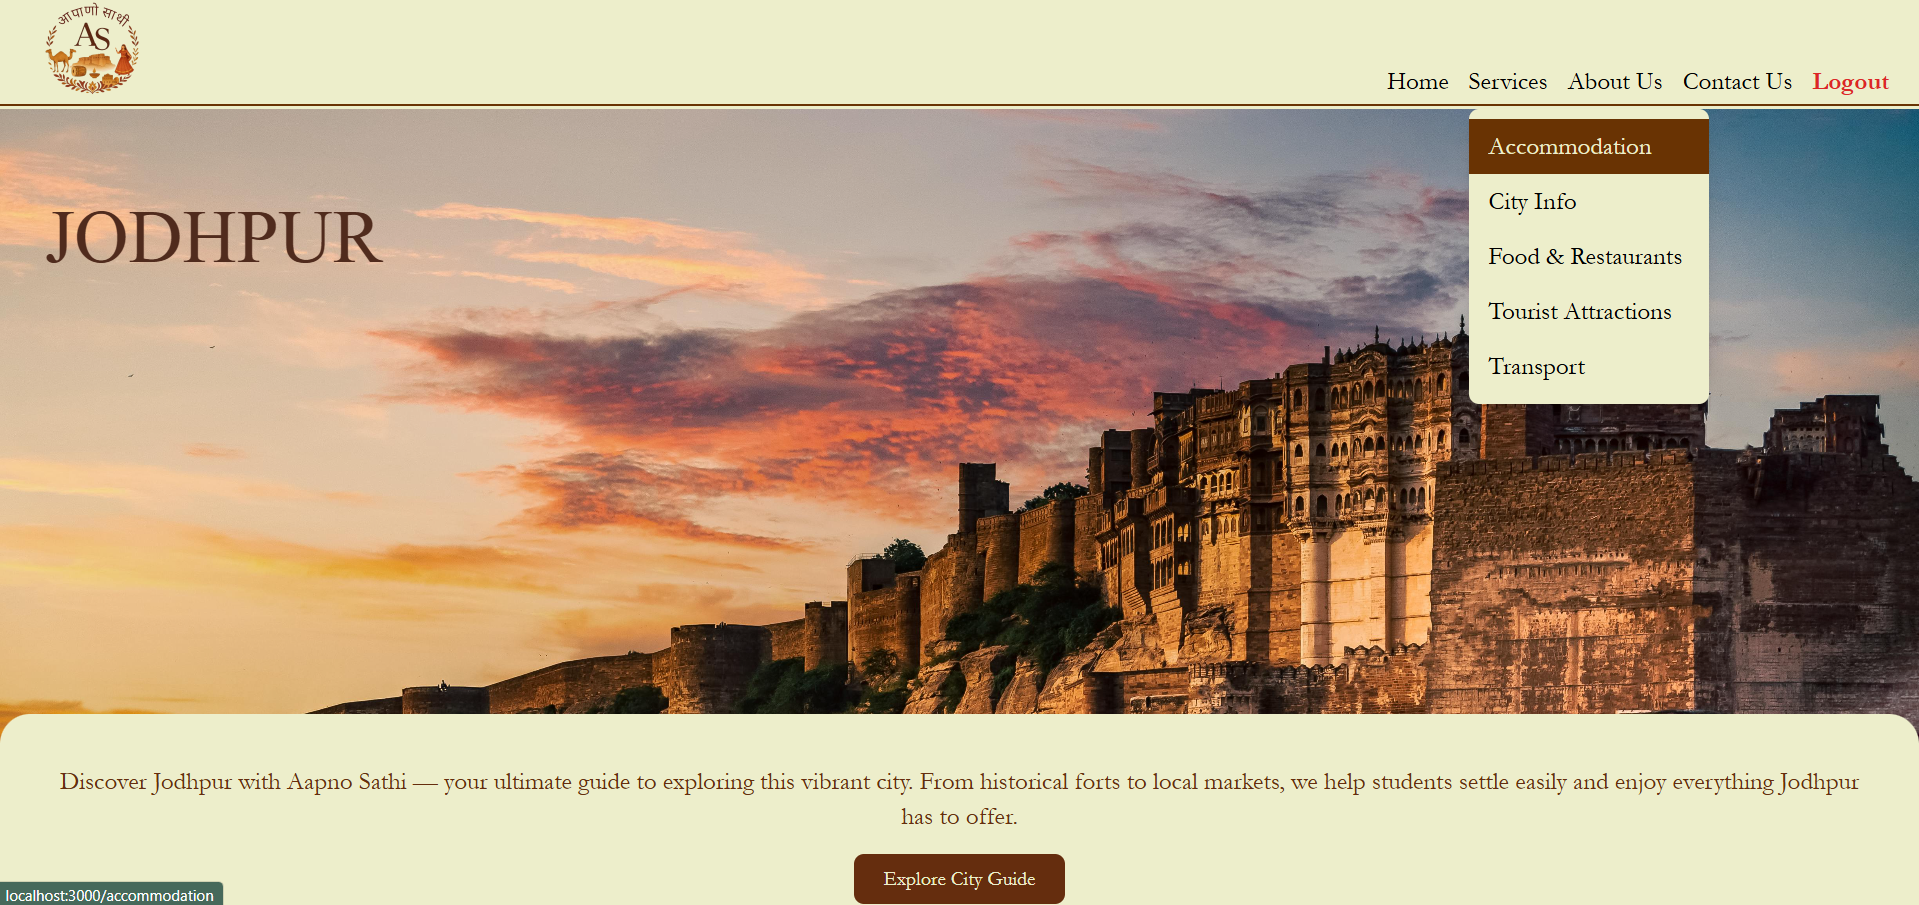 आपाणो साथी
AS
Home Services About Us Contact Us Logout
Accommodation
City Info
Food & Restaurants
Tourist Attractions
Transport
JODHPUR
Discover Jodhpur with Aapno Sathi — your ultimate guide to exploring this vibrant city. From historical forts to local markets, we help students settle easily and enjoy everything Jodhpur
has to offer.
Explore City Guide
localhost:3000/accommodation